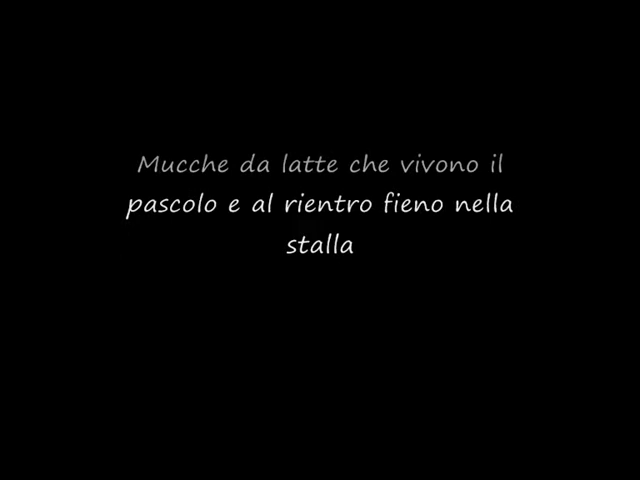 Mucche da latte che vivono il
pascolo e al rientro fieno nella
stalla